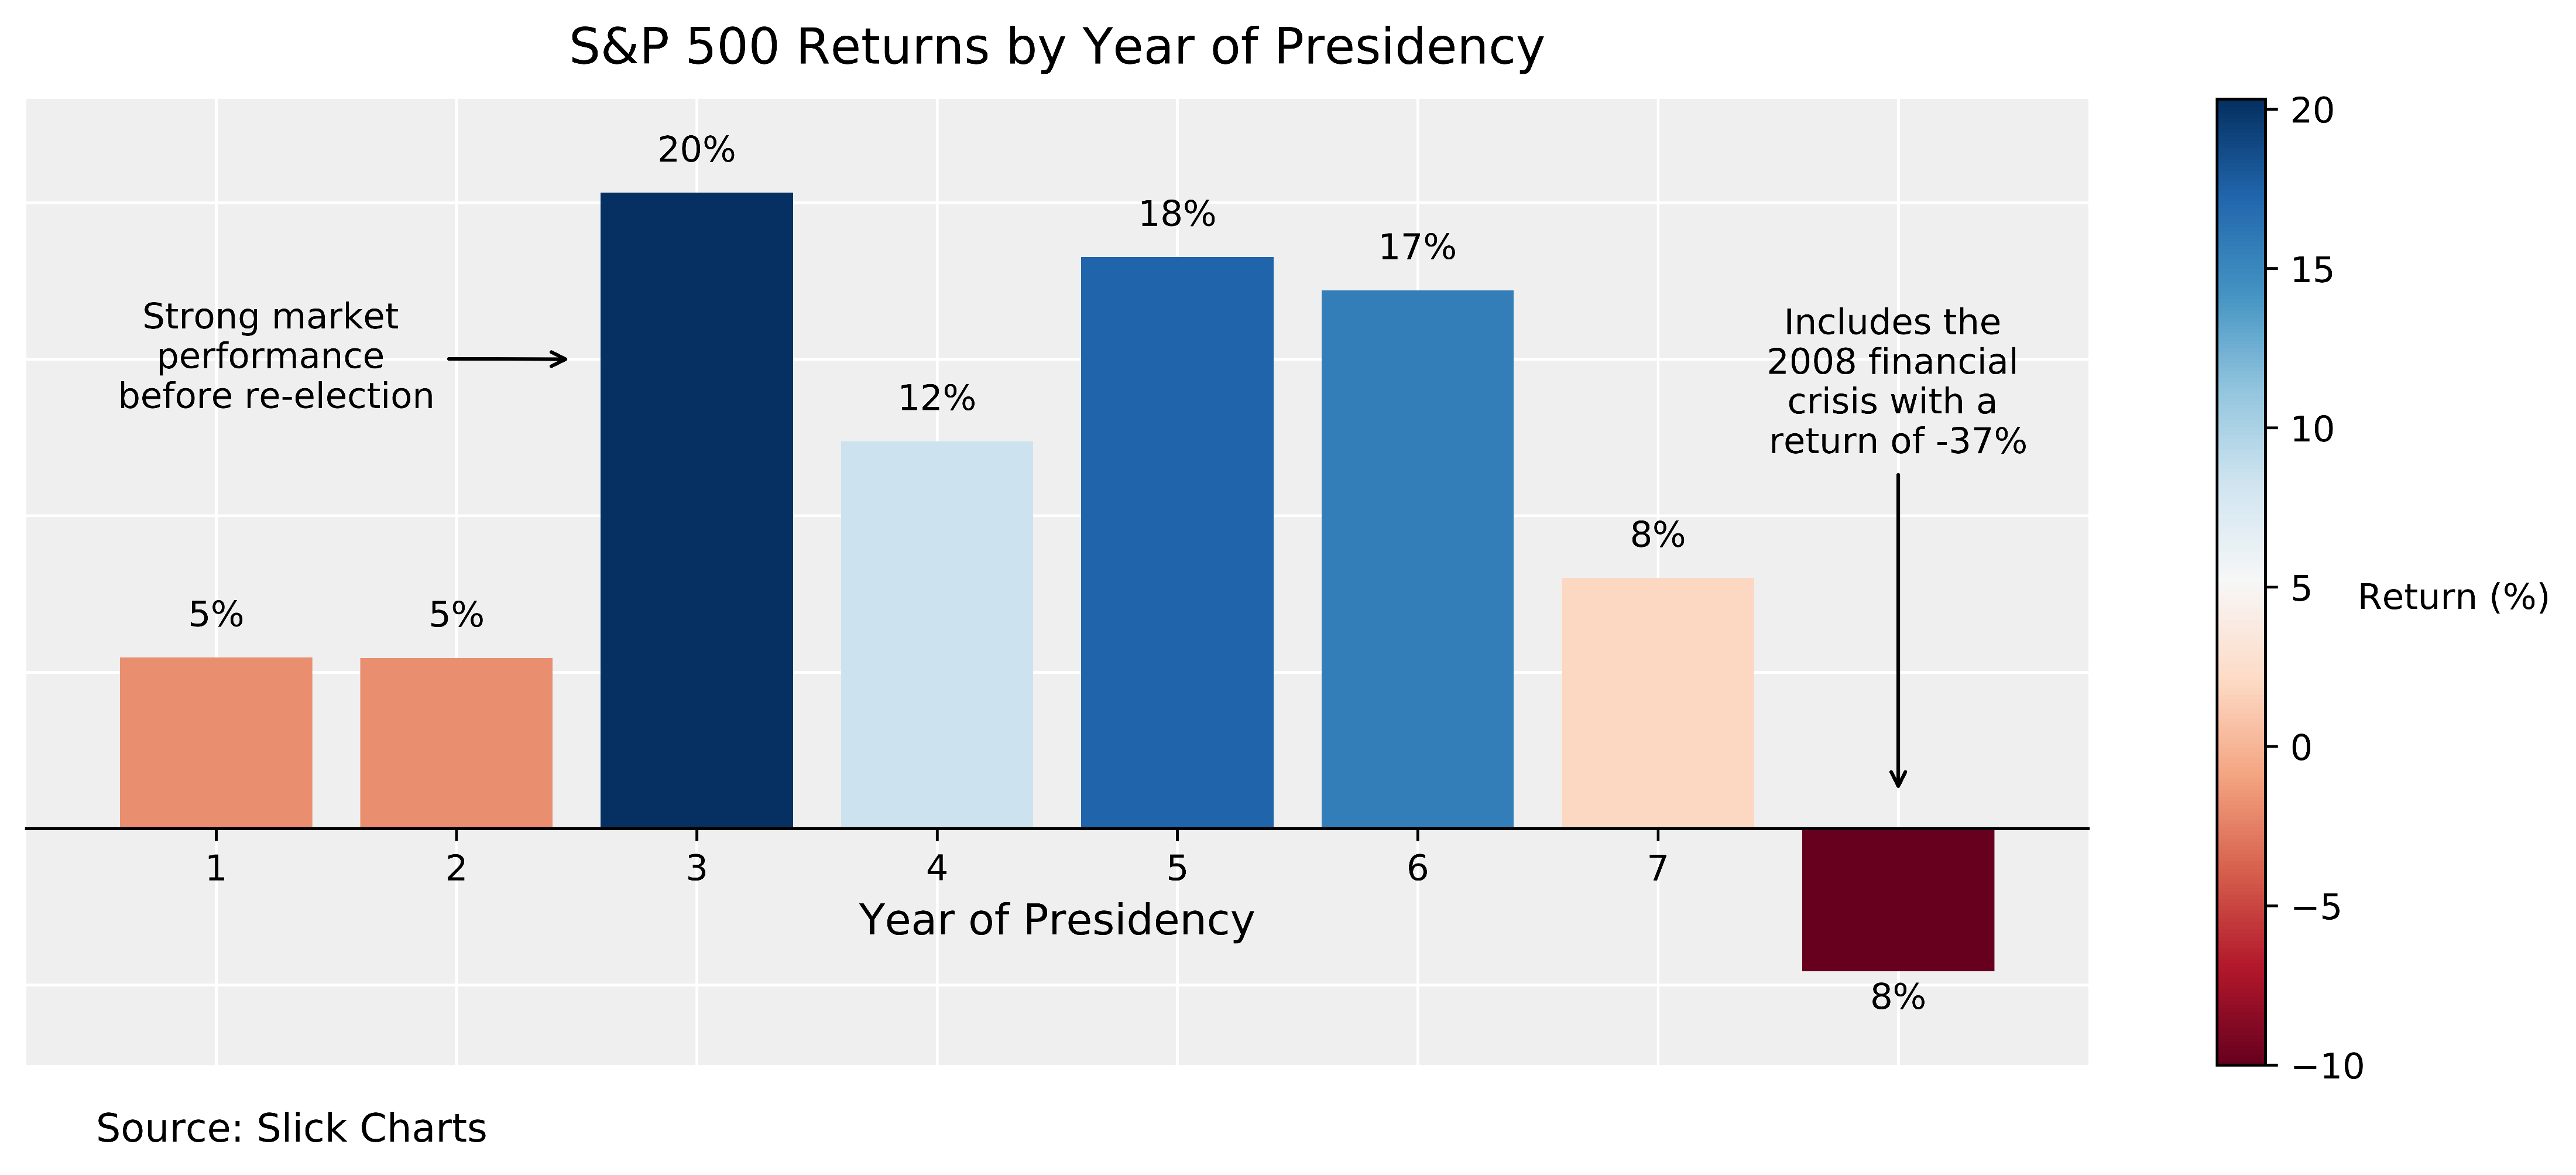 S&P 500 Returns by Year of Presidency
20%
18%
17%
12%
8%
5%
5%
8%
Strong market
performance
before re-election
Includes the
2008 financial
crisis with a
return of -37%
1
2
3
4
5
6
7
Year of Presidency
20
15
10
5
0
−5
−10
Return (%)
Source: Slick Charts